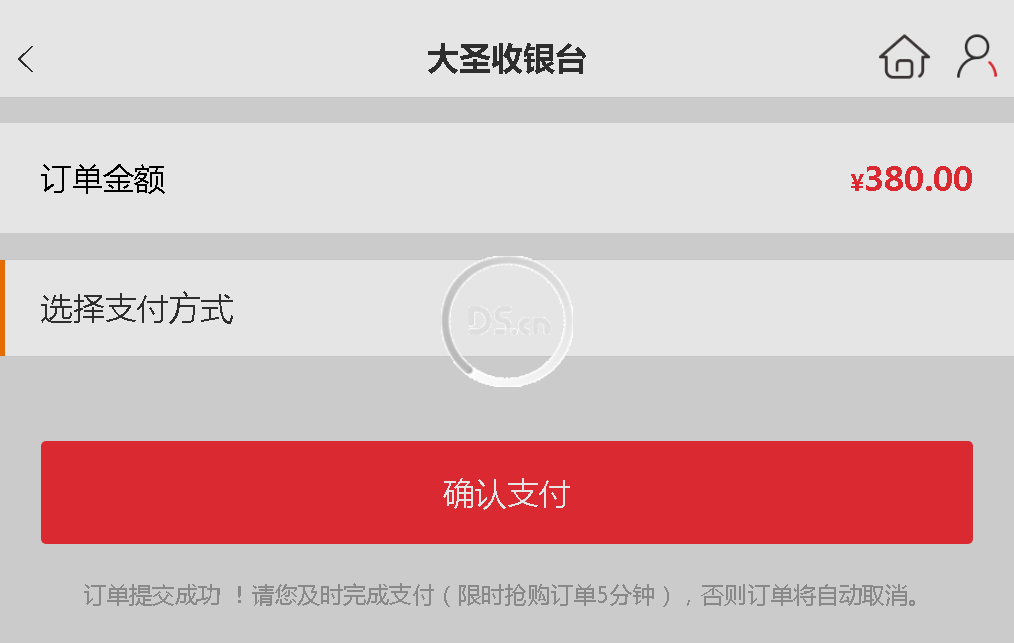 大圣收银台
订单金额
¥380.00
选择支付方式
DS.cn
确认支付
订单提交成功 ！请您及时完成支付（限时抢购订单5分钟），否则订单将自动取消。